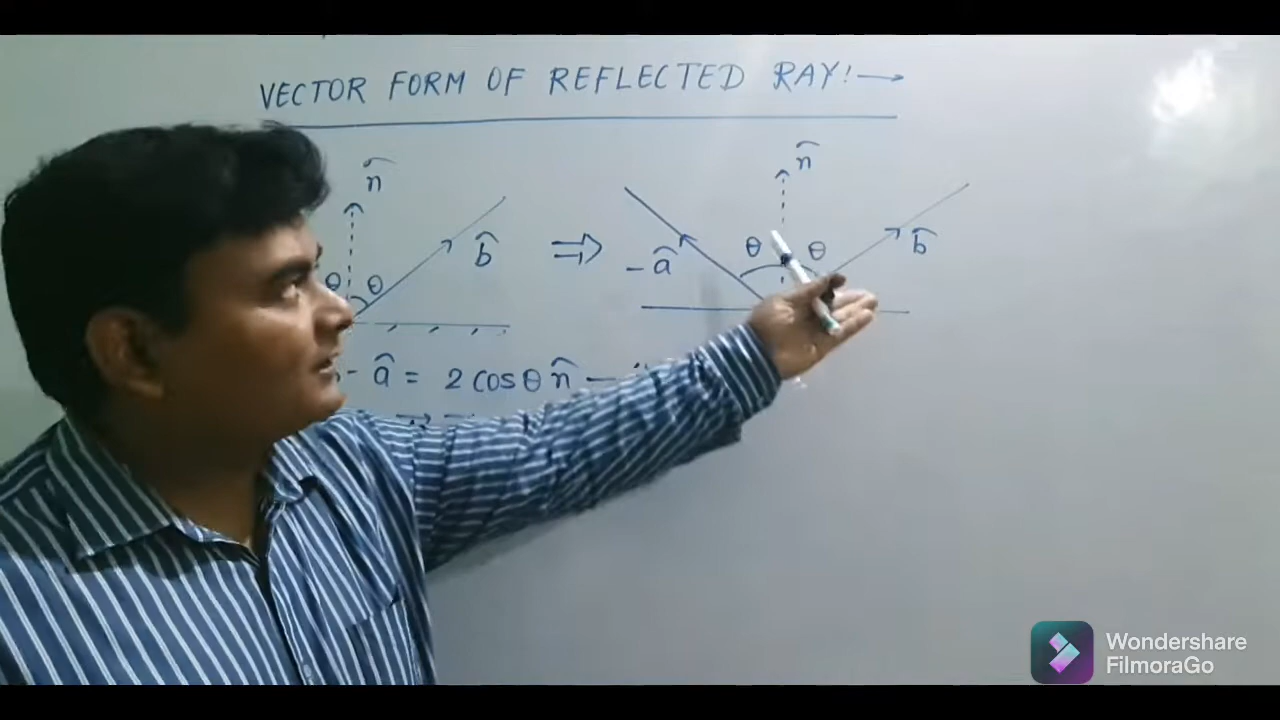 VECTOR FORM OF REFLECTED RAY!→
n̂
θ θ
b̂
⇒
n̂
- â
θ θ
b̂
- â = 2 cos θ n̂ —
Wondershare
FilmoraGo